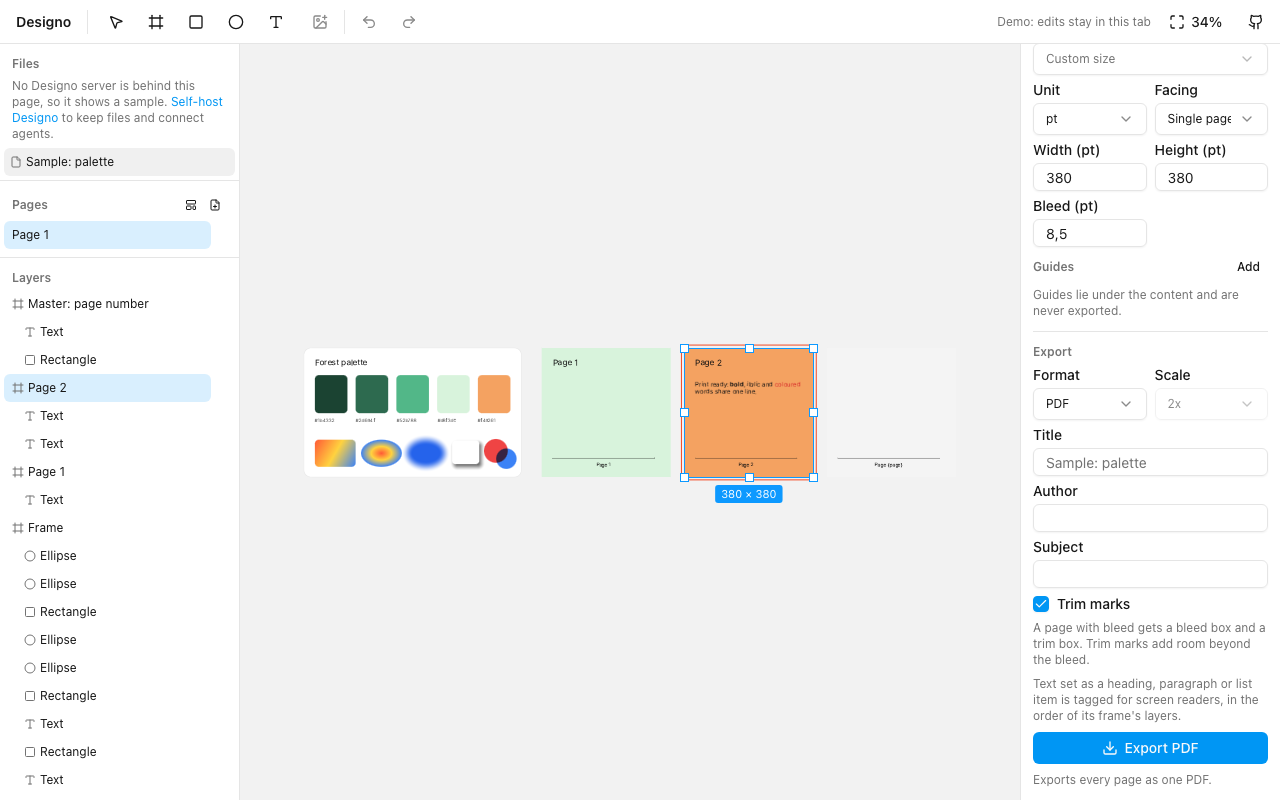 Designo
Demo: edits stay in this tab
34%
Files
No Designo server is behind this
page, so it shows a sample. Self-host
Designo to keep files and connect
agents.
Sample: palette
Pages
Page 1
Layers
Master: page number
Text
Rectangle
Page 2
Text
Text
Page 1
Text
Frame
Ellipse
Ellipse
Rectangle
Ellipse
Ellipse
Rectangle
Text
Rectangle
Text
Forest palette
Page 1
Page 1
Page 2
Print ready: bold, italic and coloured
words share one line.
Page 2
380 × 380
Page {page}
Custom size
Unit
Facing
pt
Single page
Width (pt)
Height (pt)
380
380
Bleed (pt)
8,5
Guides
Add
Guides lie under the content and are
never exported.
Export
Format
Scale
PDF
2x
Title
Sample: palette
Author
Subject
Trim marks
A page with bleed gets a bleed box and a
trim box. Trim marks add room beyond
the bleed.
Text set as a heading, paragraph or list
item is tagged for screen readers, in the
order of its frame's layers.
Export PDF
Exports every page as one PDF.